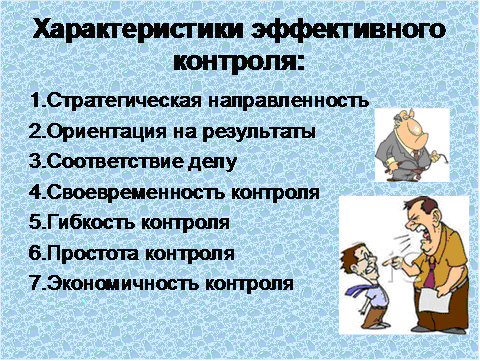 Характеристики эффективного
контроля:
1.Стратегическая направленность
2.Ориентация на результаты
3.Соответствие делу
4.Своевременность контроля
5.Гибкость контроля
6.Простота контроля
7.Экономичность контроля